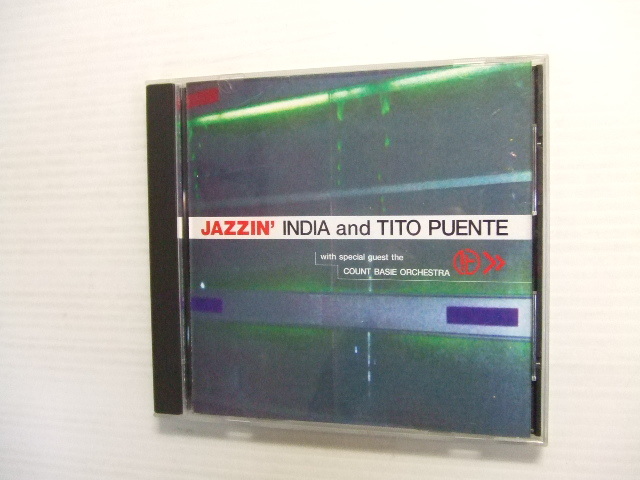 JAZZIN' INDIA and TITO PUENTE
with special guest the
COUNT BASIE ORCHESTRA